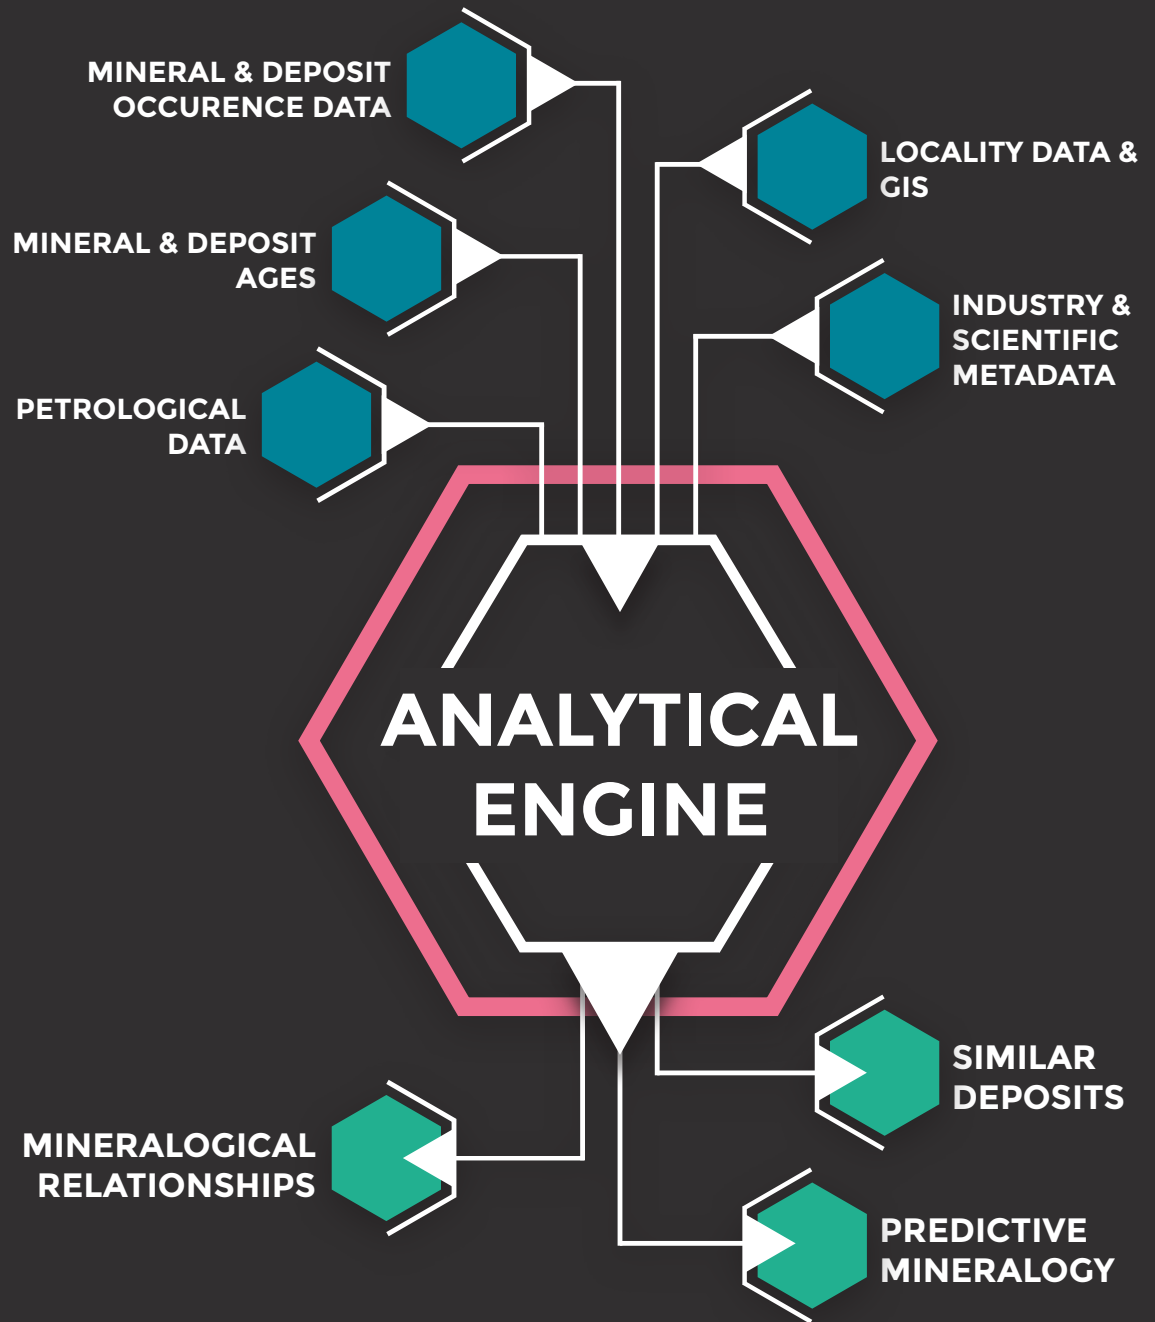 MINERAL & DEPOSIT
OCCURENCE DATA
LOCALITY DATA &
GIS
MINERAL & DEPOSIT
AGES
INDUSTRY &
SCIENTIFIC
METADATA
PETROLOGICAL
DATA
ANALYTICAL
ENGINE
SIMILAR
DEPOSITS
MINERALOGICAL
RELATIONSHIPS
PREDICTIVE
MINERALOGY